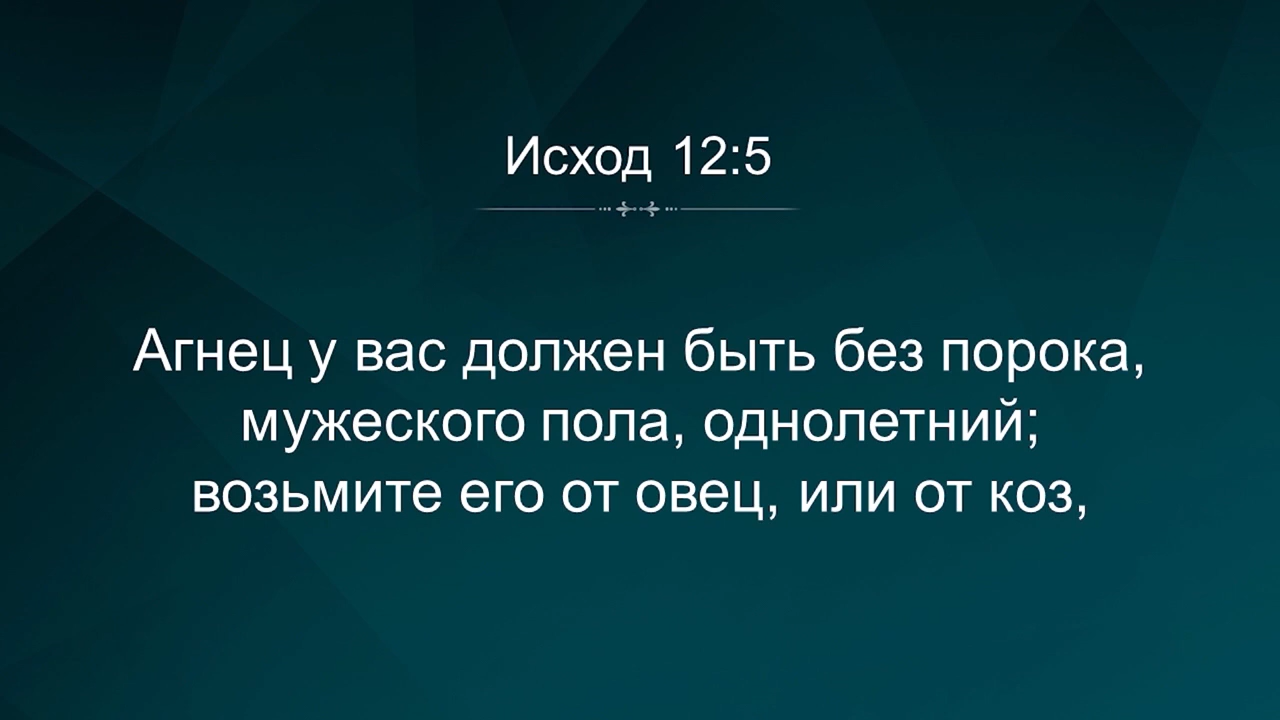 Исход 12:5
Агнец у вас должен быть без порока,
мужеского пола, однолетний;
возьмите его от овец, или от коз,